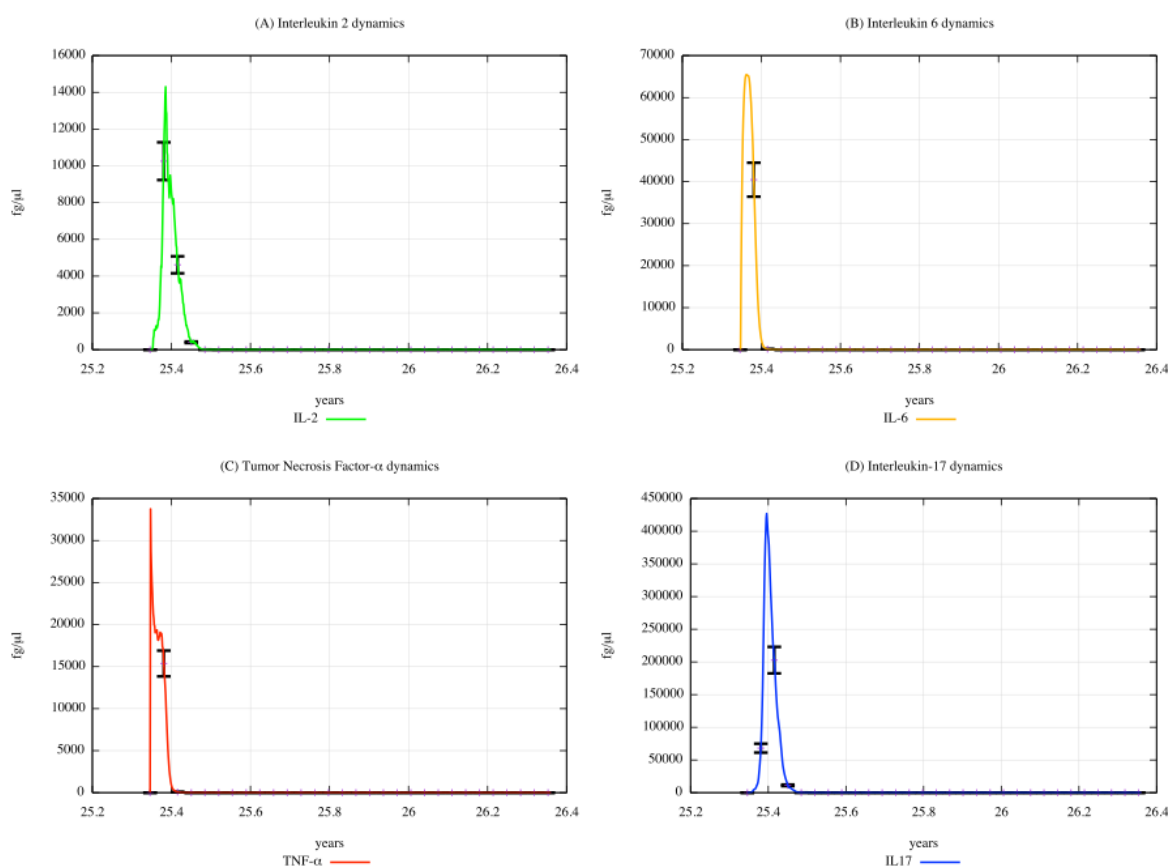 (A) Interleukin 2 dynamics
16000
14000
12000
10000
8000
6000
4000
2000
0
fg/µl
25.2 25.4 25.6 25.8 26 26.2 26.4
years
IL-2
(B) Interleukin 6 dynamics
70000
60000
50000
40000
30000
20000
10000
0
fg/µl
25.2 25.4 25.6 25.8 26 26.2 26.4
years
IL-6
(C) Tumor Necrosis Factor-α dynamics
35000
30000
25000
20000
15000
10000
5000
0
fg/µl
25.2 25.4 25.6 25.8 26 26.2 26.4
years
TNF-α
(D) Interleukin-17 dynamics
450000
400000
350000
300000
250000
200000
150000
100000
50000
0
fg/µl
25.2 25.4 25.6 25.8 26 26.2 26.4
years
IL17